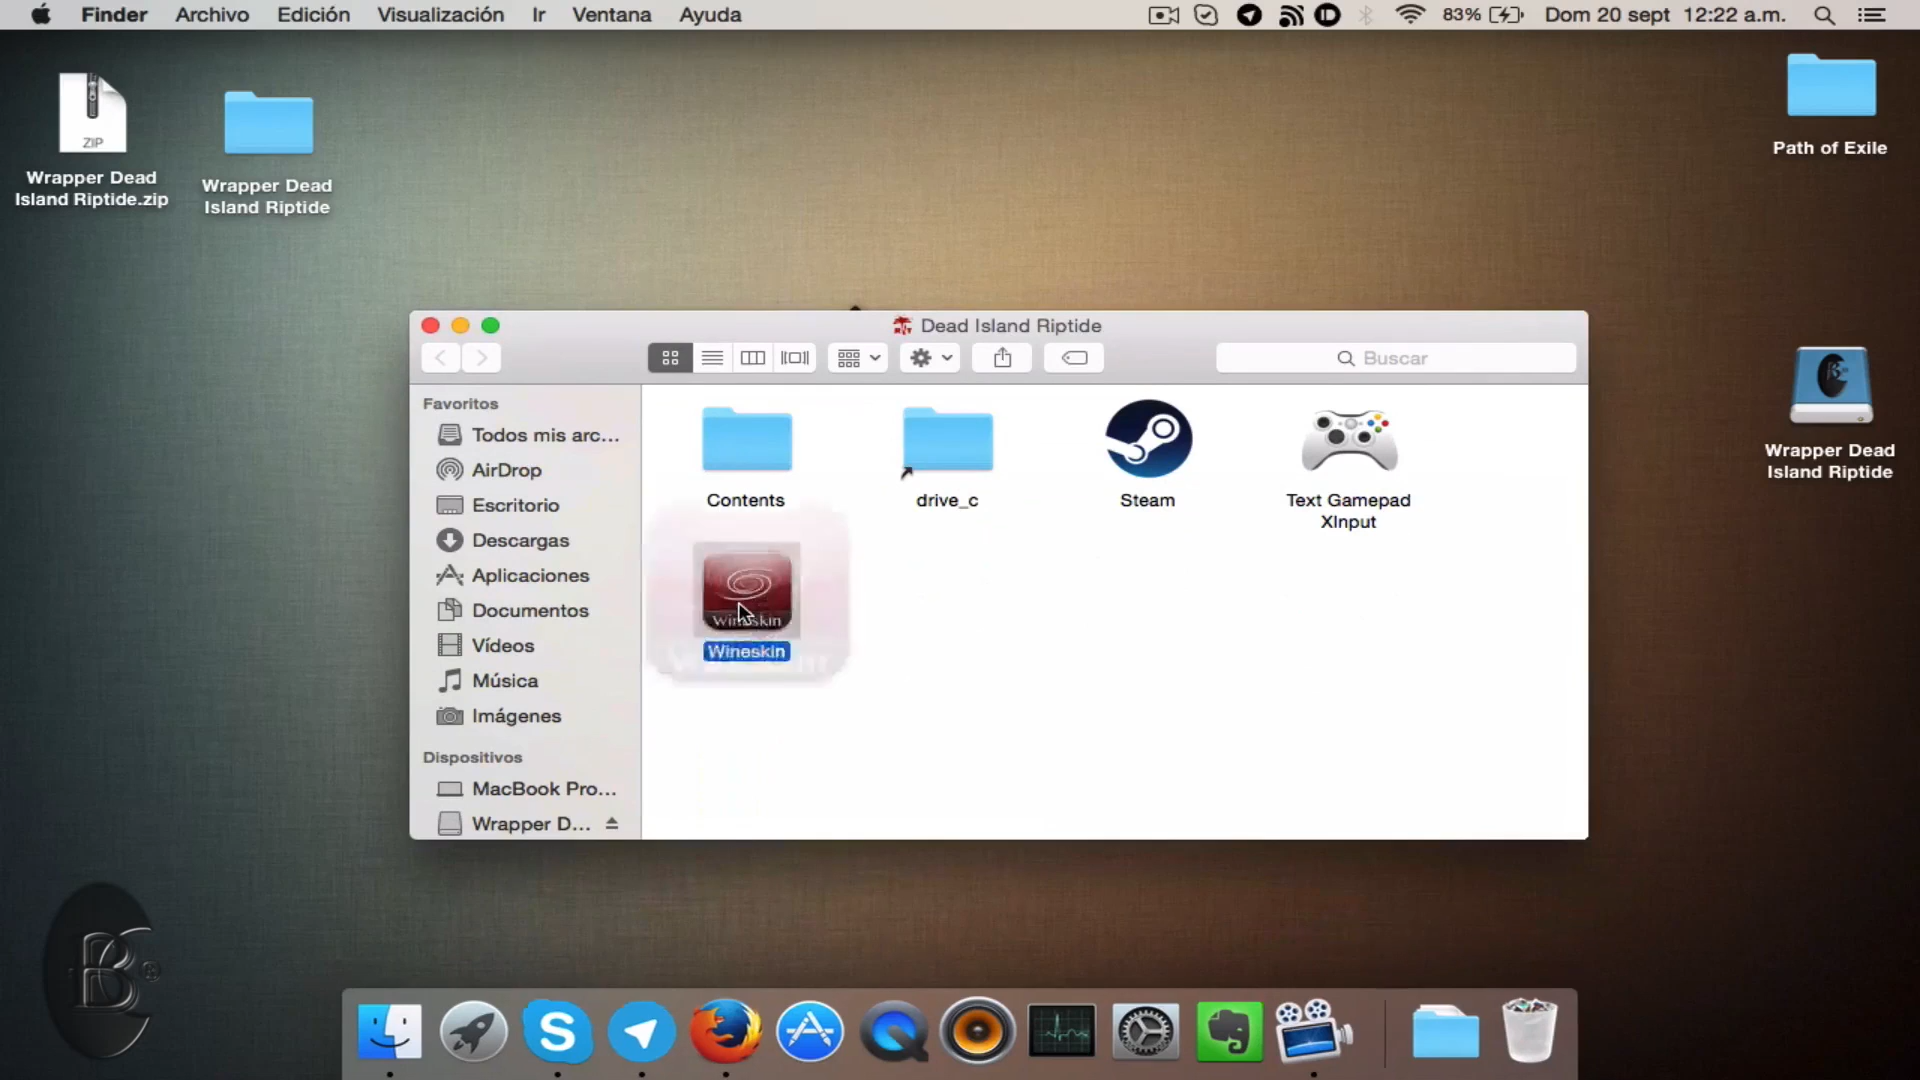 Finder Archivo Edición Visualización Ir Ventana Ayuda 83% Dom 20 sept 12:22 a.m.
ZIP
Wrapper Dead
Island Riptide.zip
Wrapper Dead
Island Riptide
Path of Exile
Wrapper Dead
Island Riptide
Dead Island Riptide
Buscar
Favoritos
Todos mis arc...
AirDrop
Escritorio
Descargas
Aplicaciones
Documentos
Vídeos
Música
Imágenes
Dispositivos
MacBook Pro...
Wrapper D...
Contents
drive_c
Steam
Text Gamepad
XInput
Wineskin
Wineskin